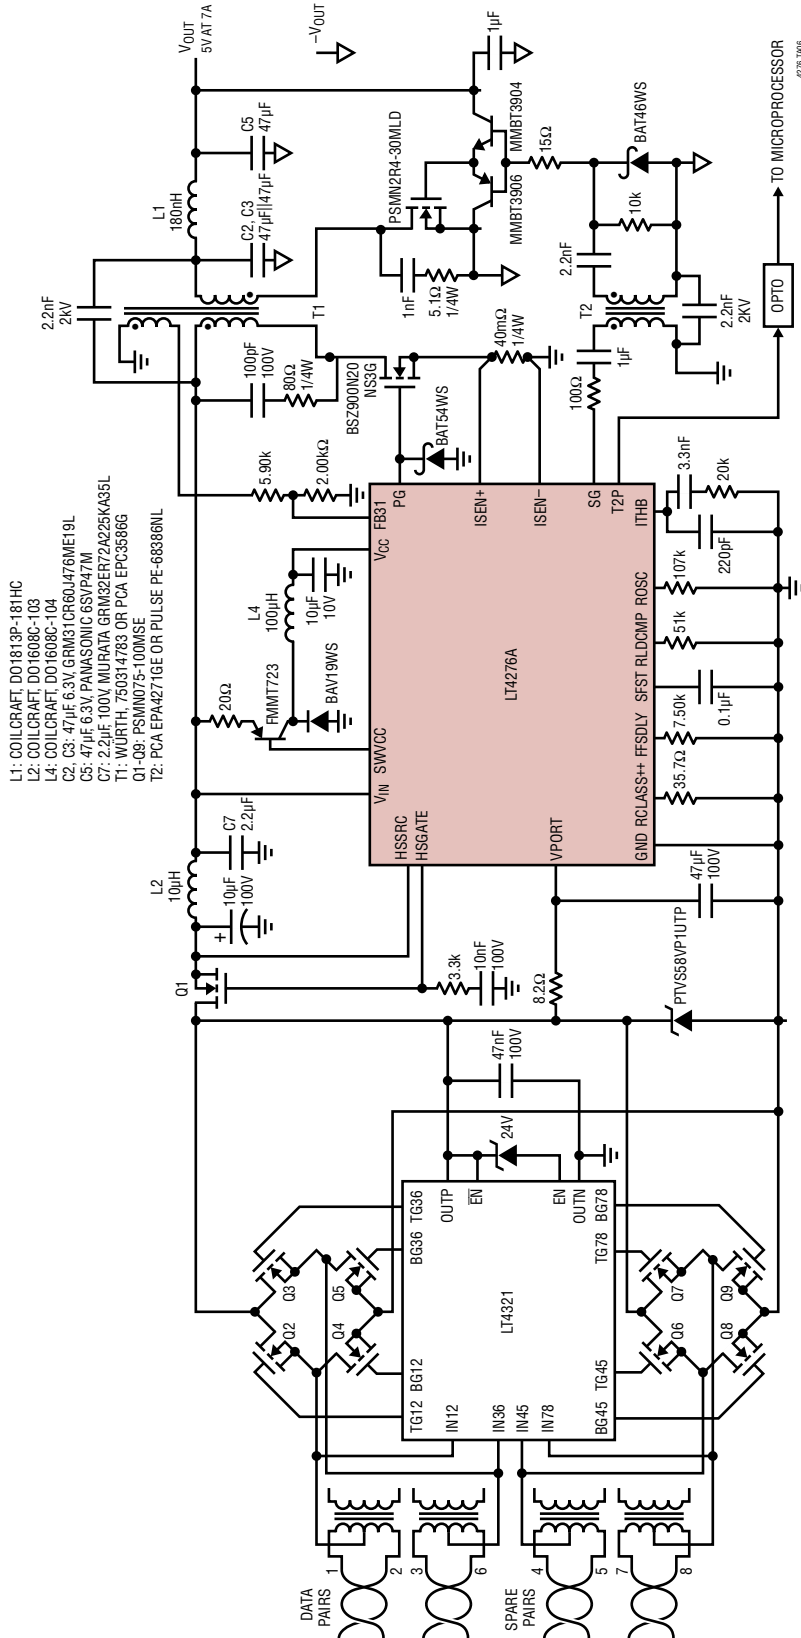 L1: COILCRAFT, DO1813P-181HC
L2: COILCRAFT, DO1608C-103
L4: COILCRAFT, DO1608C-104
C2, C3: 47µF, 6.3V, GRM31CR60J476ME19L
C5: 47µF, 6.3V, PANASONIC 6SVP47M
C7: 2.2µF, 100V, MURATA GRM32ER72A225KA35L
T1: WÜRTH, 750314783 OR PCA EPC3586G
Q1-Q9: PSMN075-100MSE
T2: PCA EPA4271GE OR PULSE PE-68386NL
DATA
PAIRS
1
2
3
6
SPARE
PAIRS
4
5
7
8
Q2
Q3
Q4
Q5
Q6
Q7
Q8
Q9
TG12
BG12
BG36
TG36
IN12
IN36
IN45
IN78
LT4321
OUTP
EN
EN
OUTN
BG45
TG45
TG78
BG78
24V
47nF
100V
Q1
3.3k
10nF
100V
8.2Ω
PTVS58VP1UTP
47µF
100V
L2
10µH
+
10µF
100V
C7
2.2µF
20Ω
FMMT723
BAV19WS
L4
100µH
10µF
10V
5.90k
2.00kΩ
HSSRC
HSGATE
VPORT
VIN
SWVCC
VCC
FB31
PG
ISEN+
ISEN–
SG
T2P
LT4276A
GND
RCLASS++
FFSDLY
SFST
RLDCMP
ROSC
ITHB
35.7Ω
7.50k
0.1µF
51k
107k
220pF
3.3nF
20k
2.2nF
2kV
100pF
100V
80Ω
1/4W
T1
BSZ900N20
NS3G
BAT54WS
40mΩ
1/4W
100Ω
1µF
T2
2.2nF
10k
2.2nF
2KV
BAT46WS
15Ω
L1
180nH
C2, C3
47µF||47µF
C5
47µF
PSMN2R4-30MLD
1nF
5.1Ω
1/4W
MMBT3906
MMBT3904
1µF
VOUT
5V AT 7A
–VOUT
OPTO
TO MICROPROCESSOR
4276 TA06